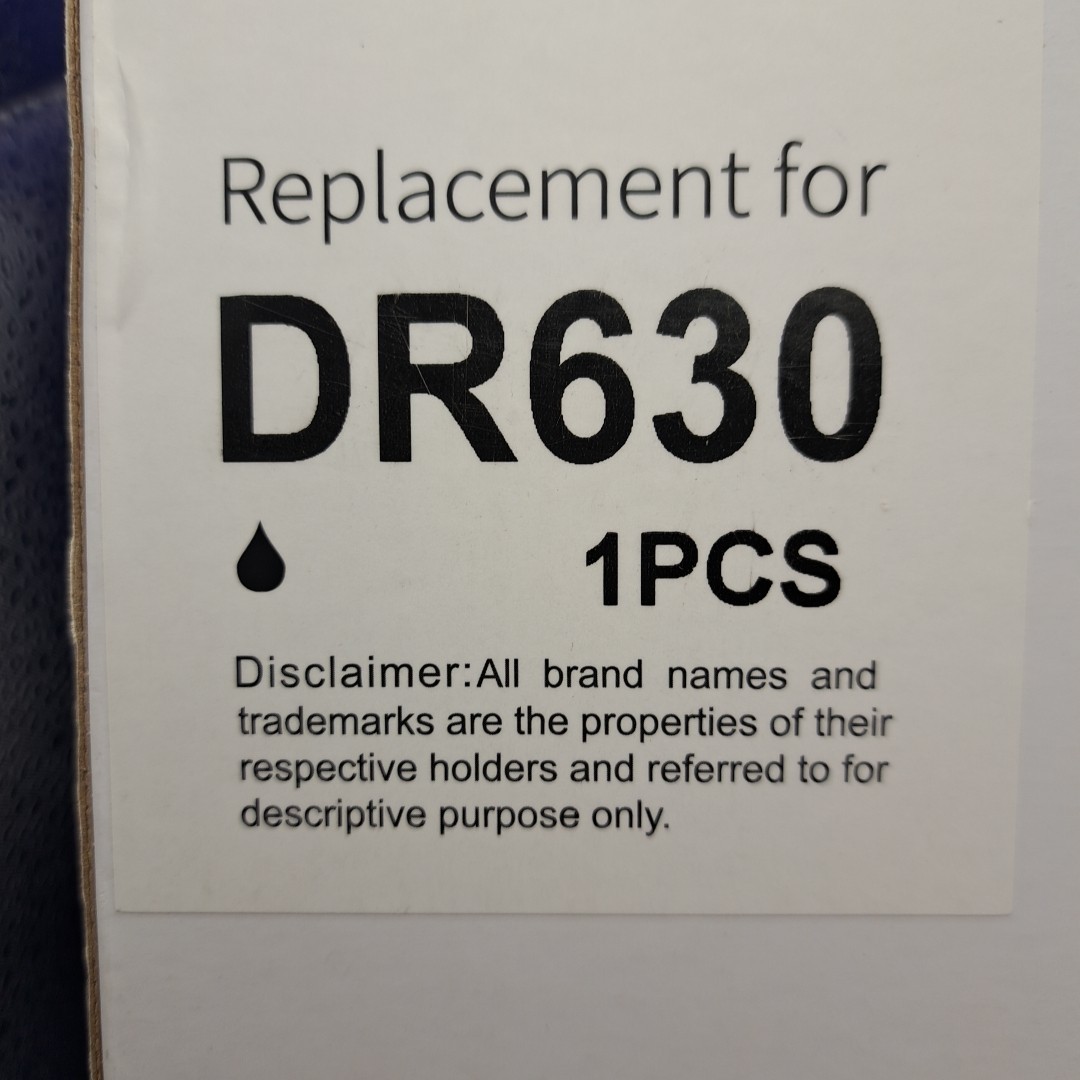 Replacement for
DR630
1PCS
Disclaimer:All brand names and
trademarks are the properties of their
respective holders and referred to for
descriptive purpose only.